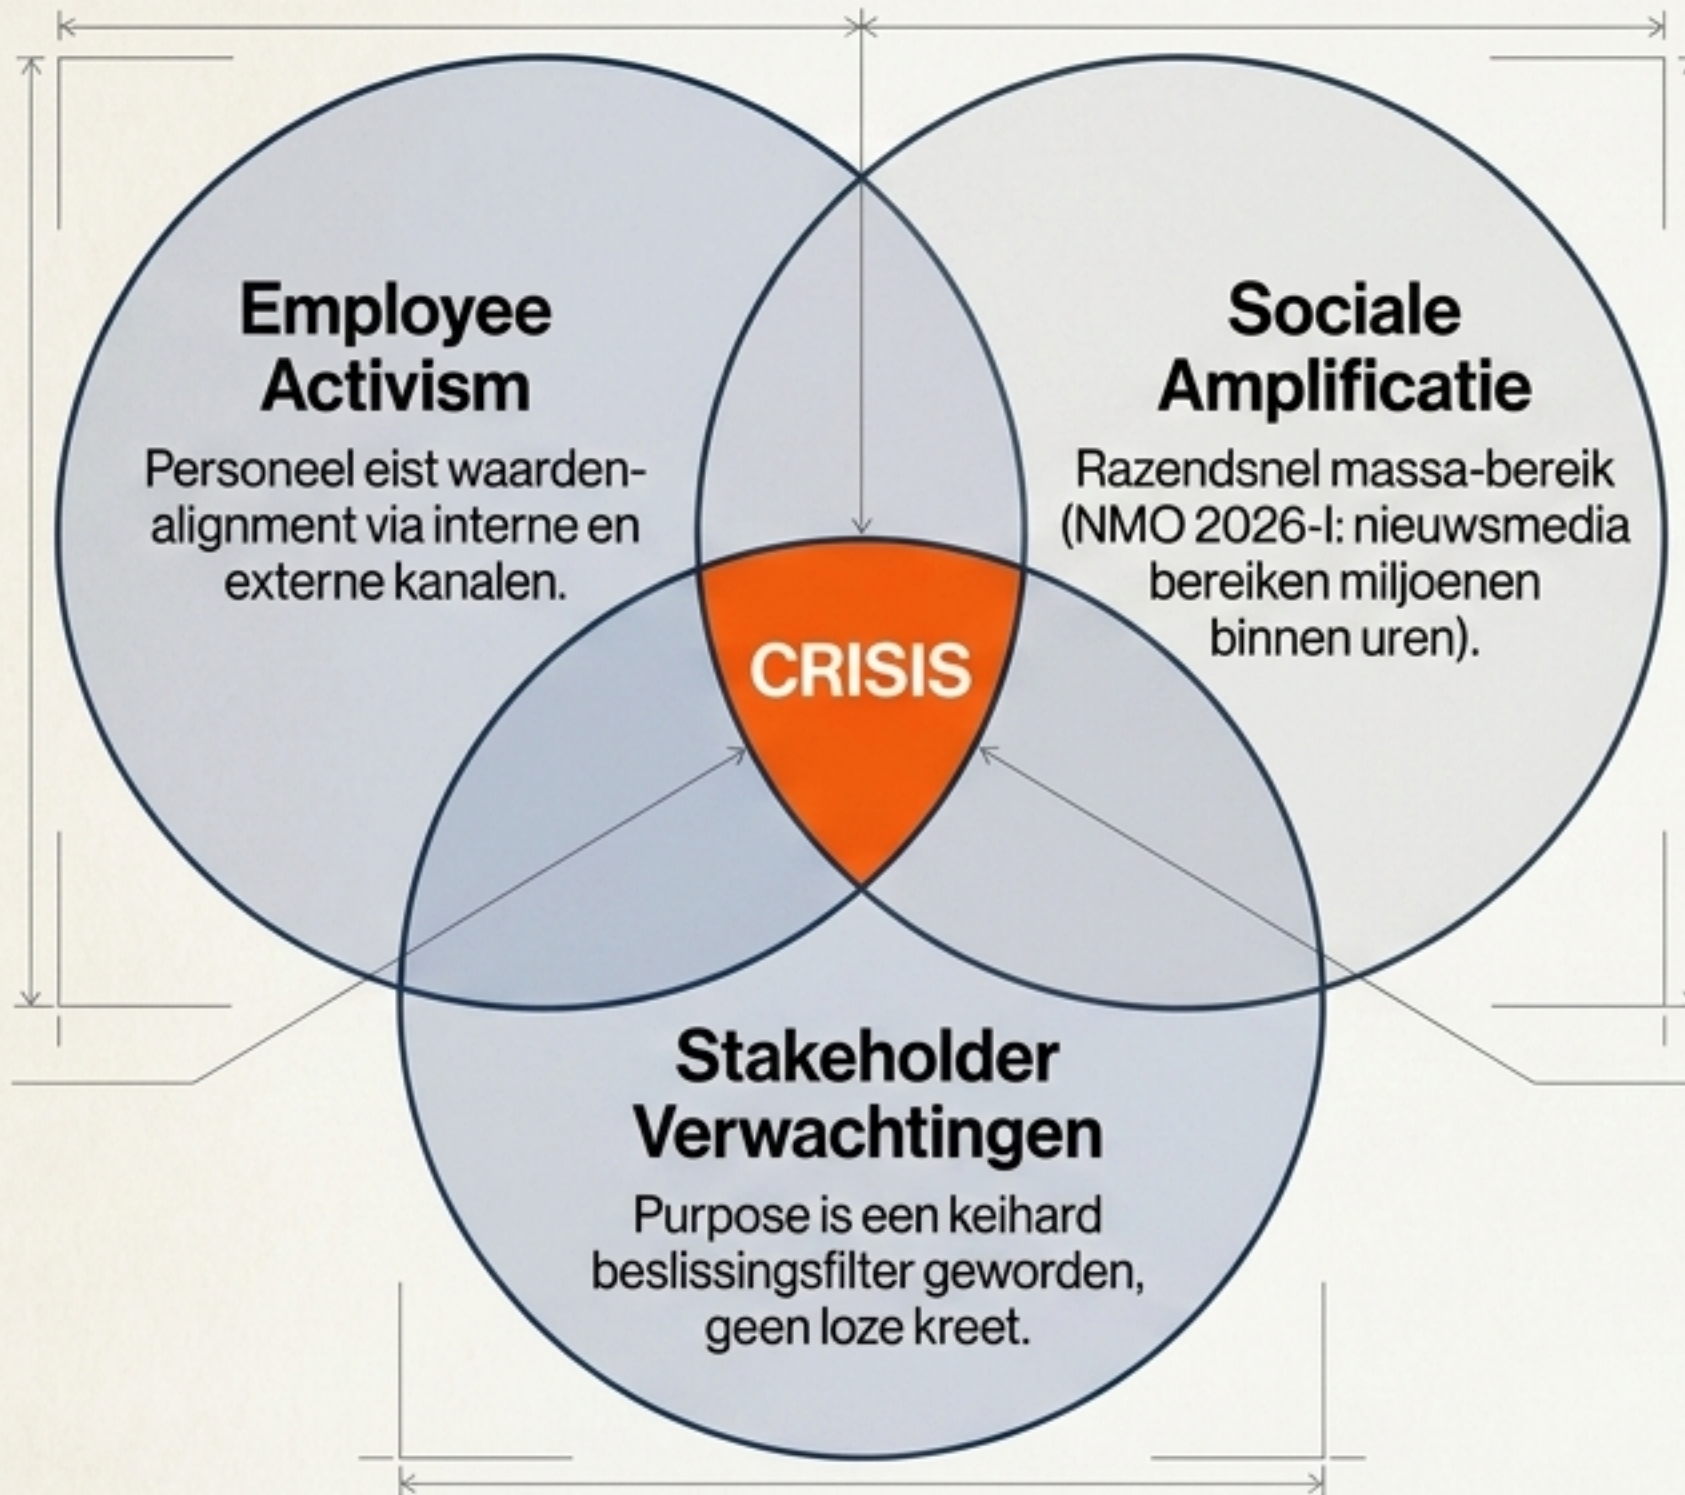 Employee
Activism
Personeel eist waarden-
alignment via interne en
externe kanalen.
Sociale
Amplificatie
Razendsnel massa-bereik
(NMO 2026-I: nieuwsmedia
bereiken miljoenen
binnen uren).
CRISIS
Stakeholder
Verwachtingen
Purpose is een keihard
beslissingsfilter geworden,
geen loze kreet.